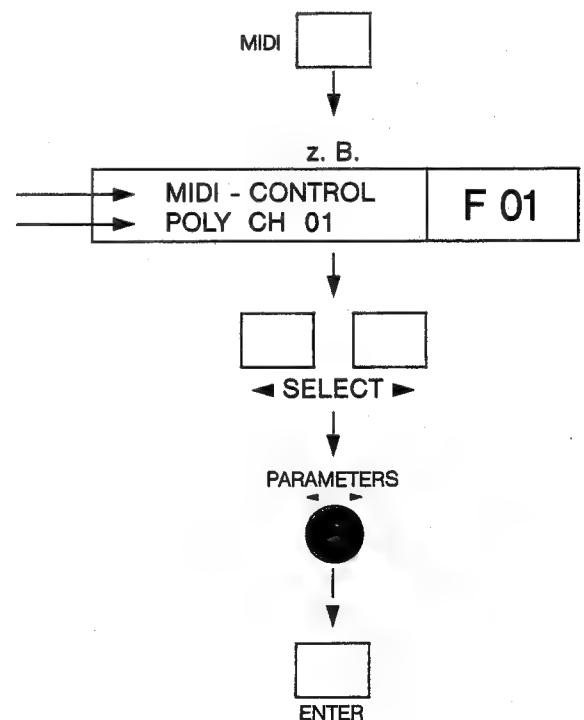 MIDI
z. B.
MIDI - CONTROL
POLY CH 01
F 01
◄ SELECT ►
PARAMETERS
ENTER